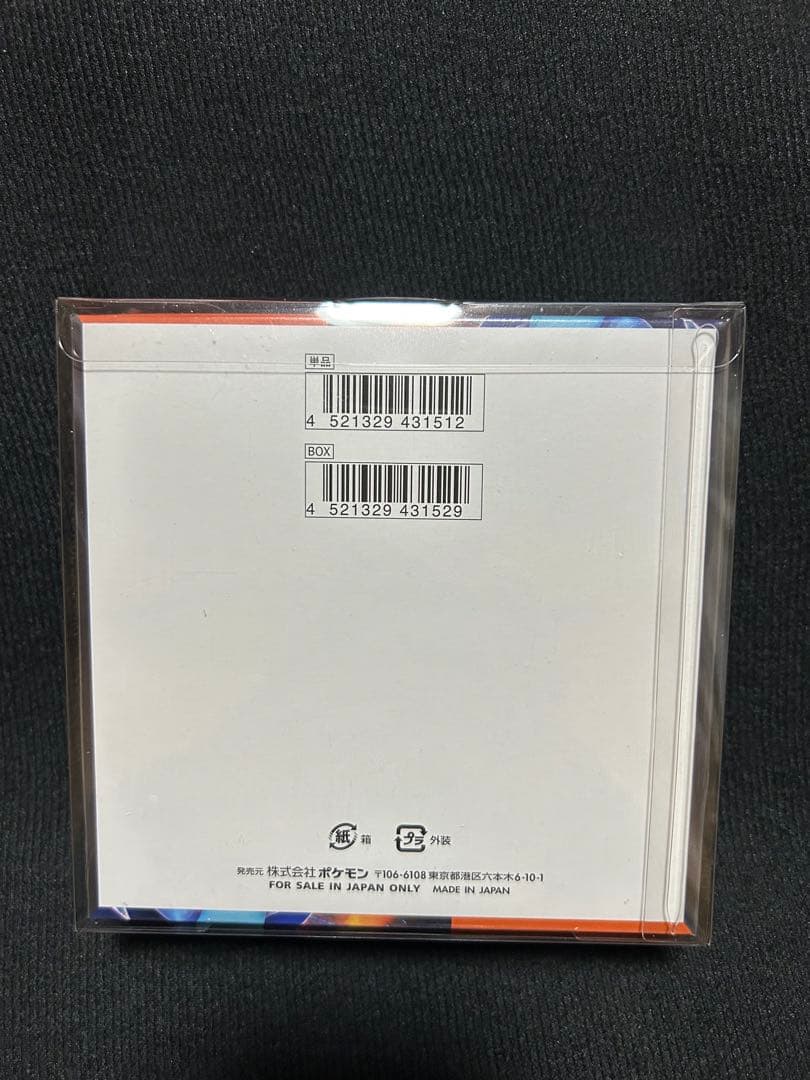 単品
4 521329 431512
BOX
4 521329 431529
紙 箱 プラ 外装
発売元 株式会社ポケモン 〒106-6108 東京都港区六本木6-10-1
FOR SALE IN JAPAN ONLY MADE IN JAPAN